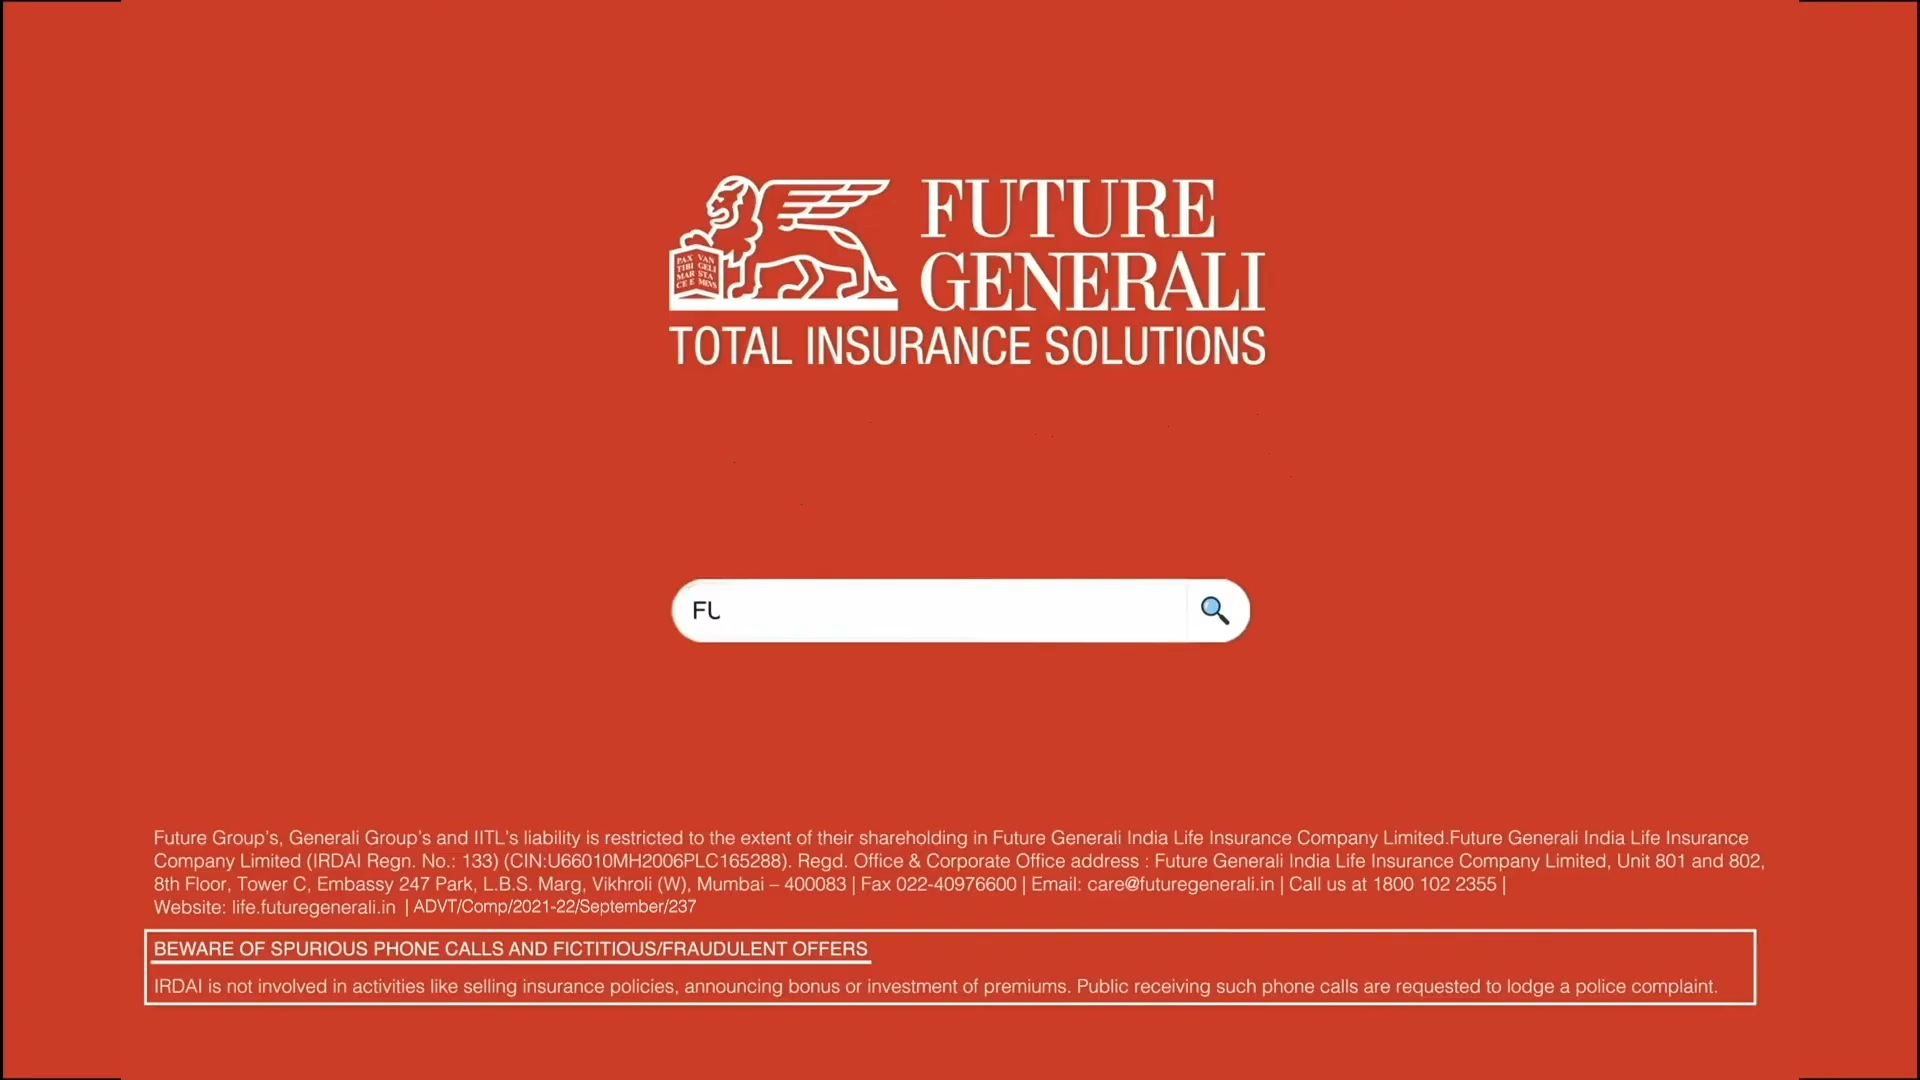 FUTURE
GENERALI
PAX VAN
TIBI GELI
MAR STA
CE E MEVS
TOTAL INSURANCE SOLUTIONS
FU
Future Group's, Generali Group's and IITL's liability is restricted to the extent of their shareholding in Future Generali India Life Insurance Company Limited.Future Generali India Life Insurance
Company Limited (IRDAI Regn. No.: 133) (CIN:U66010MH2006PLC165288). Regd. Office & Corporate Office address : Future Generali India Life Insurance Company Limited, Unit 801 and 802,
8th Floor, Tower C, Embassy 247 Park, L.B.S. Marg, Vikhroli (W), Mumbai – 400083 | Fax 022-40976600 | Email: care@futuregenerali.in | Call us at 1800 102 2355 |
Website: life.futuregenerali.in | ADVT/Comp/2021-22/September/237
BEWARE OF SPURIOUS PHONE CALLS AND FICTITIOUS/FRAUDULENT OFFERS
IRDAI is not involved in activities like selling insurance policies, announcing bonus or investment of premiums. Public receiving such phone calls are requested to lodge a police complaint.